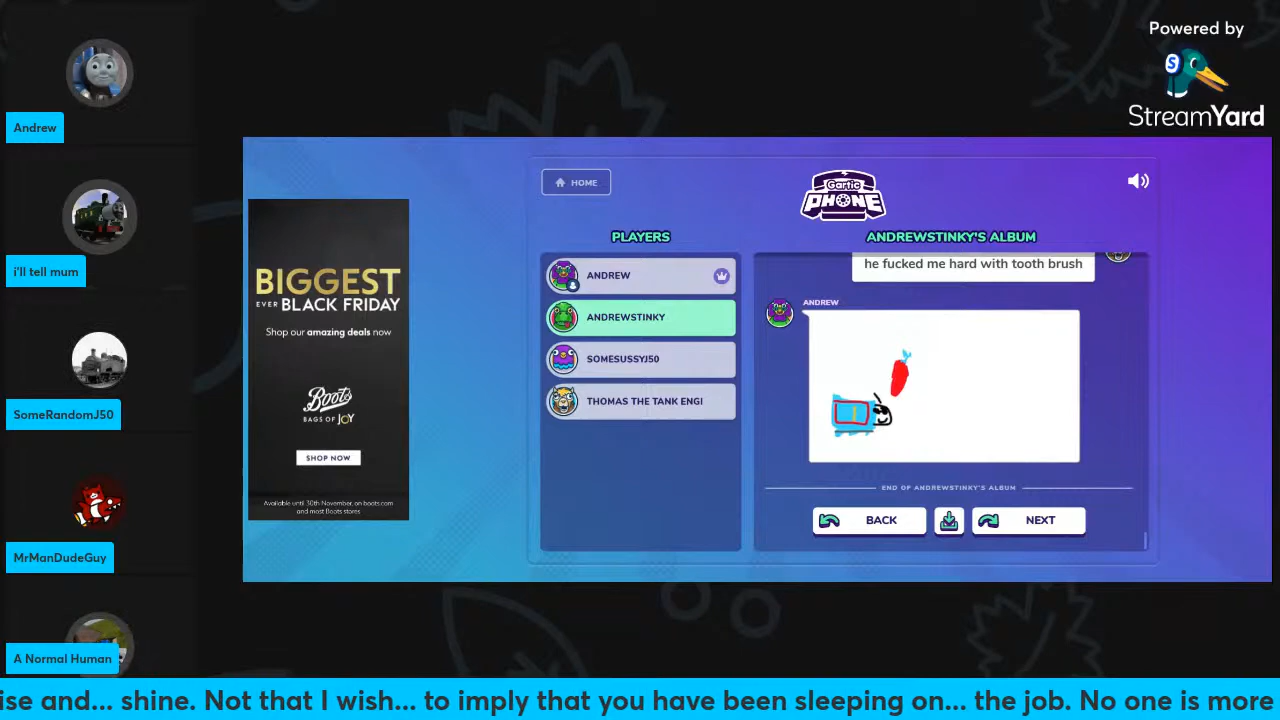 Powered by
StreamYard
Andrew
i'll tell mum
SomeRandomJ50
MrManDudeGuy
A Normal Human
BIGGEST
EVER BLACK FRIDAY
Shop our amazing deals now
Boots
BAGS OF JOY
SHOP NOW
Available until 30th November, on boots.com
and most Boots stores
HOME
Gartic
PHONE
PLAYERS
ANDREW
ANDREWSTINKY
SOMESUSSYJ50
THOMAS THE TANK ENGI
ANDREWSTINKY'S ALBUM
he fucked me hard with tooth brush
ANDREW
END OF ANDREWSTINKY'S ALBUM
BACK
NEXT
ise and... shine. Not that I wish... to imply that you have been sleeping on... the job. No one is more